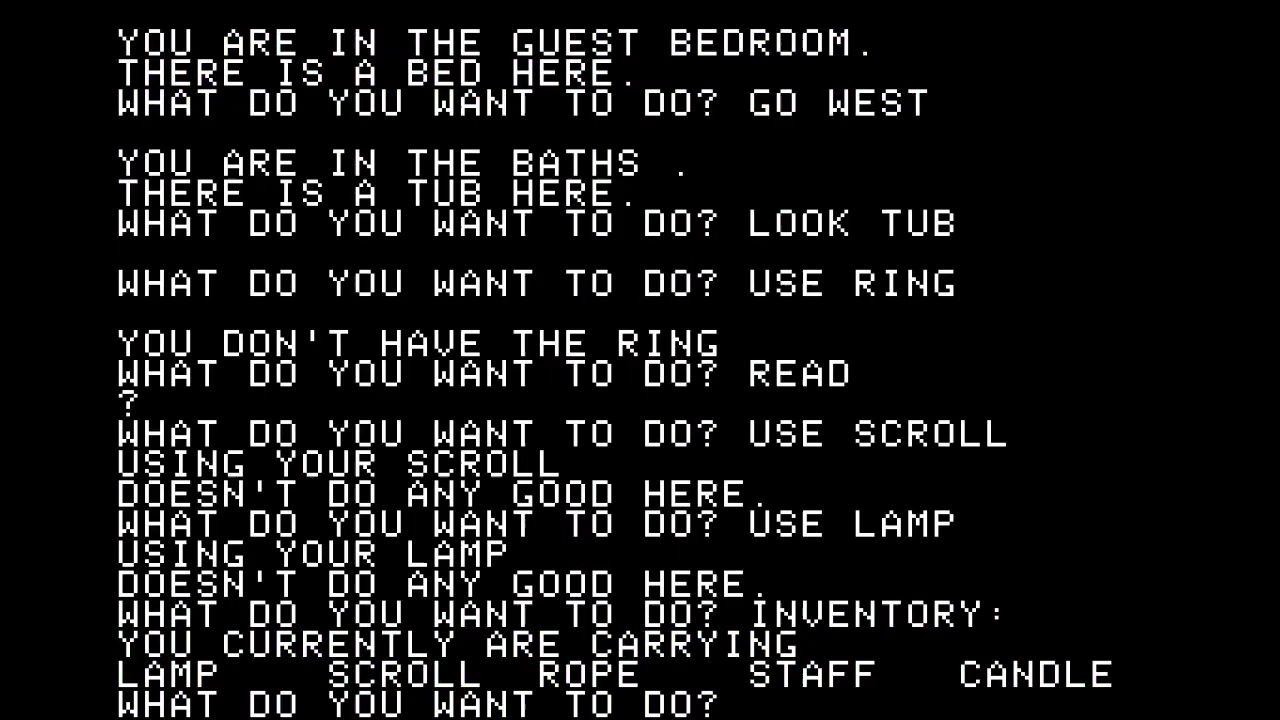 YOU ARE IN THE GUEST BEDROOM.
THERE IS A BED HERE.
WHAT DO YOU WANT TO DO? GO WEST
YOU ARE IN THE BATHS .
THERE IS A TUB HERE.
WHAT DO YOU WANT TO DO? LOOK TUB
WHAT DO YOU WANT TO DO? USE RING
YOU DON'T HAVE THE RING
WHAT DO YOU WANT TO DO? READ
?
WHAT DO YOU WANT TO DO? USE SCROLL
USING YOUR SCROLL
DOESN'T DO ANY GOOD HERE.
WHAT DO YOU WANT TO DO? USE LAMP
USING YOUR LAMP
DOESN'T DO ANY GOOD HERE.
WHAT DO YOU WANT TO DO? INVENTORY:
YOU CURRENTLY ARE CARRYING
LAMP SCROLL ROPE STAFF CANDLE
WHAT DO YOU WANT TO DO?